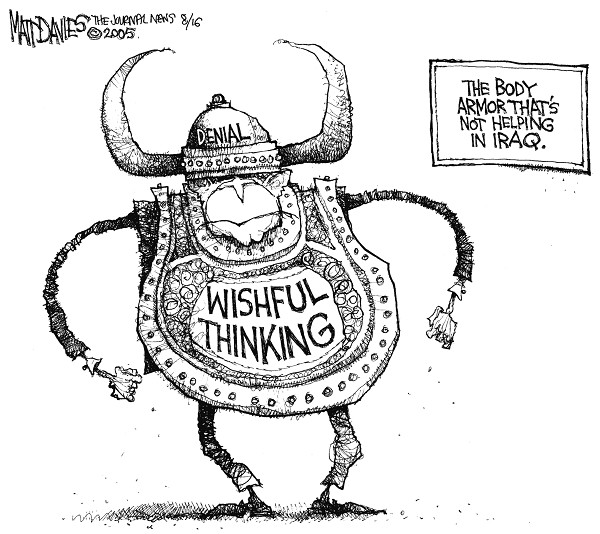 MATT DAVIES THE JOURNAL NEWS 8/16
©2005.
THE BODY
ARMOR THAT'S
NOT HELPING
IN IRAQ.
DENIAL
WISHFUL
THINKING